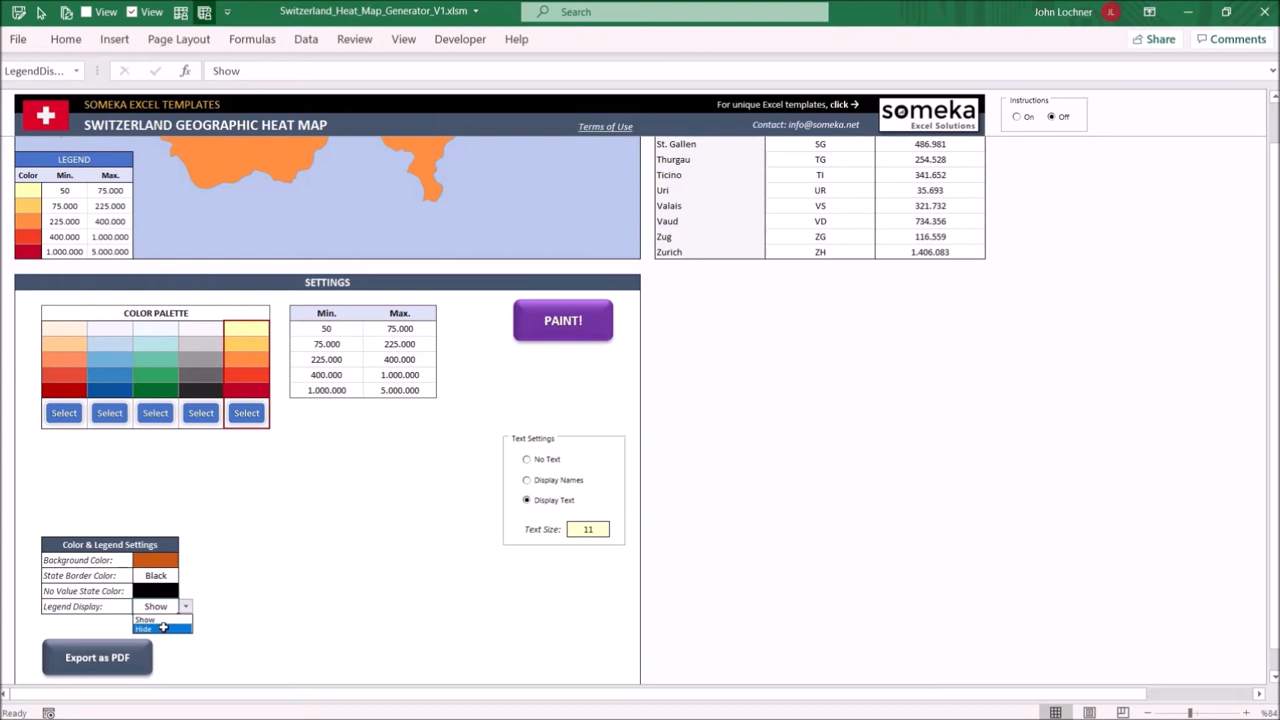 View
View
Switzerland_Heat_Map_Generator_V1.xlsm
Search
John Lochner
JL
File Home Insert Page Layout Formulas Data Review View Developer Help
Share
Comments
LegendDis...
fx
Show
SOMEKA EXCEL TEMPLATES
SWITZERLAND GEOGRAPHIC HEAT MAP
For unique Excel templates, click →
Terms of Use
Contact: info@someka.net
someka
Excel Solutions
Instructions
On Off
LEGEND
Color Min. Max.
50 75.000
75.000 225.000
225.000 400.000
400.000 1.000.000
1.000.000 5.000.000
St. Gallen SG 486.981
Thurgau TG 254.528
Ticino TI 341.652
Uri UR 35.693
Valais VS 321.732
Vaud VD 734.356
Zug ZG 116.559
Zurich ZH 1.406.083
SETTINGS
COLOR PALETTE
Select Select Select Select Select
Min. Max.
50 75.000
75.000 225.000
225.000 400.000
400.000 1.000.000
1.000.000 5.000.000
PAINT!
Text Settings
No Text
Display Names
Display Text
Text Size: 11
Color & Legend Settings
Background Color:
State Border Color: Black
No Value State Color:
Legend Display: Show
Show
Hide
Export as PDF
Ready
%84